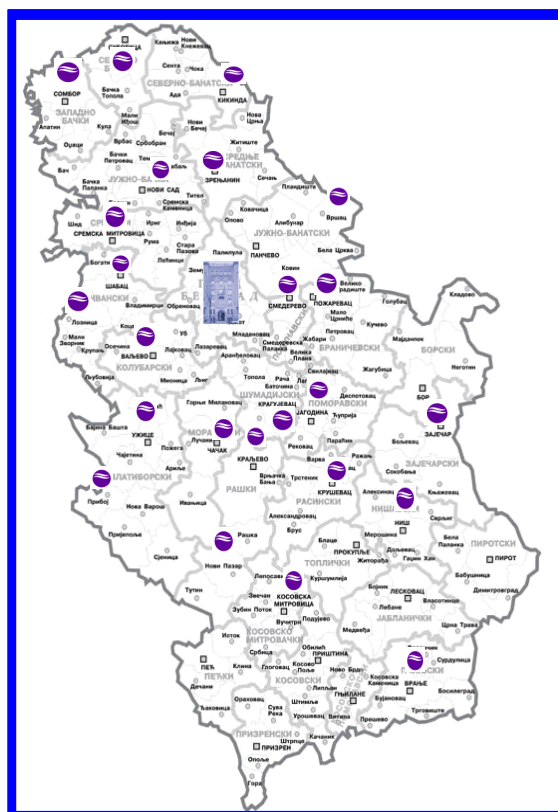 Кањижа
Нови
Кнежевац
СУБОТИЦА
Сента
Чока
СОМБОР
Бачка
Топола
Ада
СЕВЕРНО-БАНАТСКИ
КИКИНДА
ЗАПАДНО
БАЧКИ
Апатин
Кула
Мали
Иђош
Нови
Бечеј
Бечеј
Нова
Црња
Оџаци
Врбас
Србобран
Житиште
Бач
Бачки
Петровац
Тем
СРЕДЊЕ
БАНАТСКИ
ЗРЕЊАНИН
Сечањ
Бачка
Паланка
НОВИ САД
Сремска
Каменица
Тител
Пландиште
Ковачица
Вршац
Шид
Ириг
Инђија
Опово
Алибунар
СРЕМСКА МИТРОВИЦА
Рума
Стара
Пазова
Палилула
ЈУЖНО-БАНАТСКИ
ПАНЧЕВО
Бела Црква
Богатић
Пећинци
ШАБАЦ
Ковин
Велико
Градиште
СМЕДЕРЕВО
ПОЖАРЕВАЦ
Голубац
Кладово
Владимирци
Обреновац
Лозница
Мало
Црниће
Мали
Зворник
Коце
Уб
Младеновац
Петровац
Кучево
Мајданпек
Крупањ
Осечина
Лајковац
Лазаревац
Смедеревска
Паланка
Жабари
БРАНИЧЕВСКИ
БОРСКИ
ВАЉЕВО
Аранђеловац
Велика
Плана
КОЛУБАРСКИ
Љубовија
Мионица
Љиг
Топола
Рача
Свилајнац
Жагубица
Неготин
Баточина
ШУМАДИЈСКИ
ПОМОРАВСКИ
Деспотовац
БОР
Горњи Милановац
КРАГУЈЕВАЦ
ЈАГОДИНА
Ћуприја
ЗАЈЕЧАР
Бајина Башта
УЖИЦЕ
Пожега
Лучани
ЧАЧАК
Рековац
Параћин
Бољевац
Чајетина
КРАЉЕВО
Варва
Ражањ
ЗАЈЕЧАРСКИ
Ариље
Врњачка
Бања
Трстеник
Сокобања
ЗЛАТИБОРСКИ
РАШКИ
КРУШЕВАЦ
Алексинац
Књажевац
Прибој
Нова Варош
Ивањица
РАСИНСКИ
Александровац
Сврљиг
Пријепоље
Брус
Мерошина
НИШ
Рашка
Блаце
Бела
Паланка
ПИРОТСКИ
Сјеница
ПРОКУПЉЕ
Дољевац
Гаџин Хан
ПИРОТ
Житорађа
ТОПЛИЧКИ
Нови Пазар
Лепосавић
Куршумлија
Бојник
Бабушница
Тутин
Звечан
КОСОВСКА
МИТРОВИЦА
ЛЕСКОВАЦ
Власотинце
Димитровград
Зубин Поток
Лебане
ЈАБЛАНИЧКИ
Вучитрн
Подујево
Медвеђа
Црна Трава
Исток
КОСОВСКО
МИТРОВАЧКИ
Обилић
Србица
ПРИШТИНА
Сурдулица
ПЕЋ
Клина
Глоговац
Косово
Поље
Ново Брдо
Косовска
Каменица
ПЕЋКИ
КОСОВСКИ
ВРАЊЕ
Дечани
Липљан
ГЊИЛАНЕ
Бујановац
Босилеград
Ораховац
Штимље
Ђаковица
Сува
Река
Урошевац
Витина
Прешево
Трговиште
ПРИЗРЕНСКИ
Штрпце
Качаник
ПРИЗРЕН
Опоље
Гора